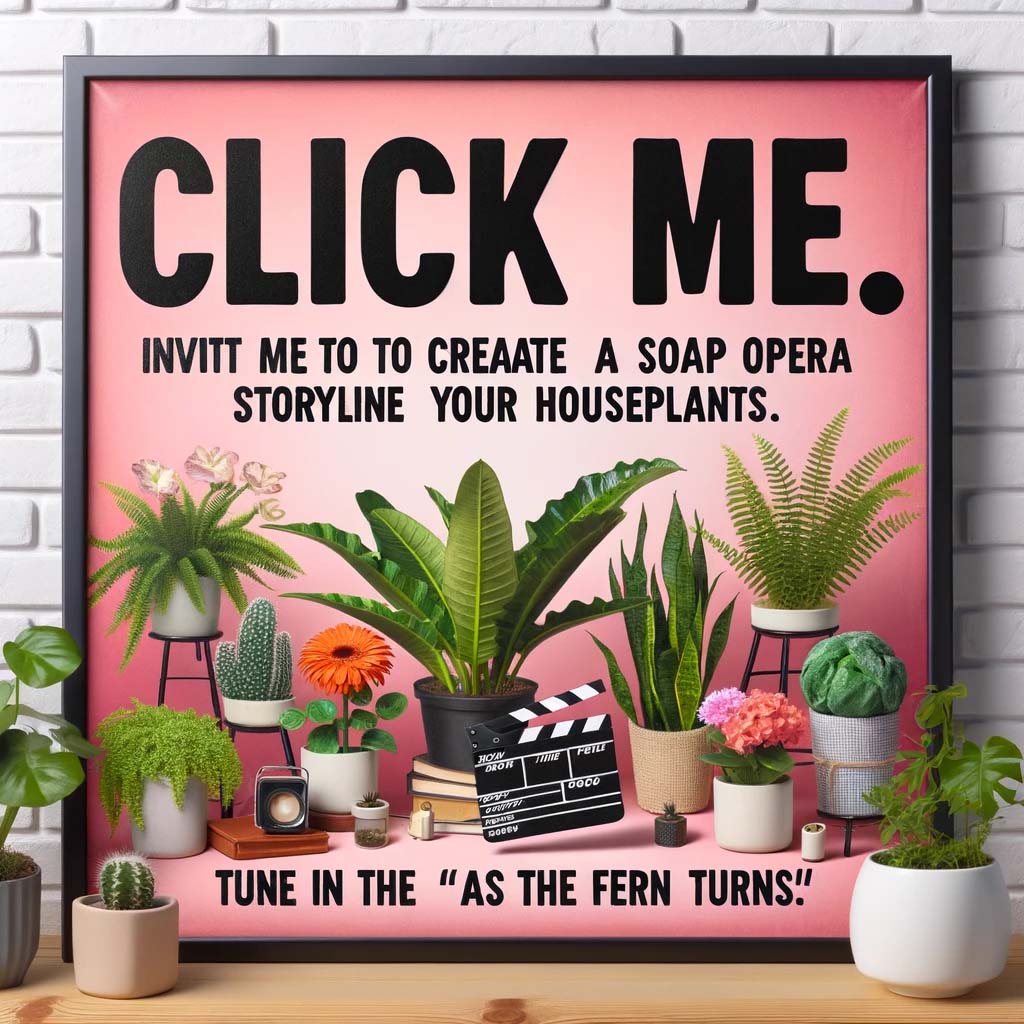 CLICK ME.
INVITT ME TO TO CREAATE A SOAP OPERA
STORYLINE YOUR HOUSEPLANTS.
TUNE IN THE “AS THE FERN TURNS.”